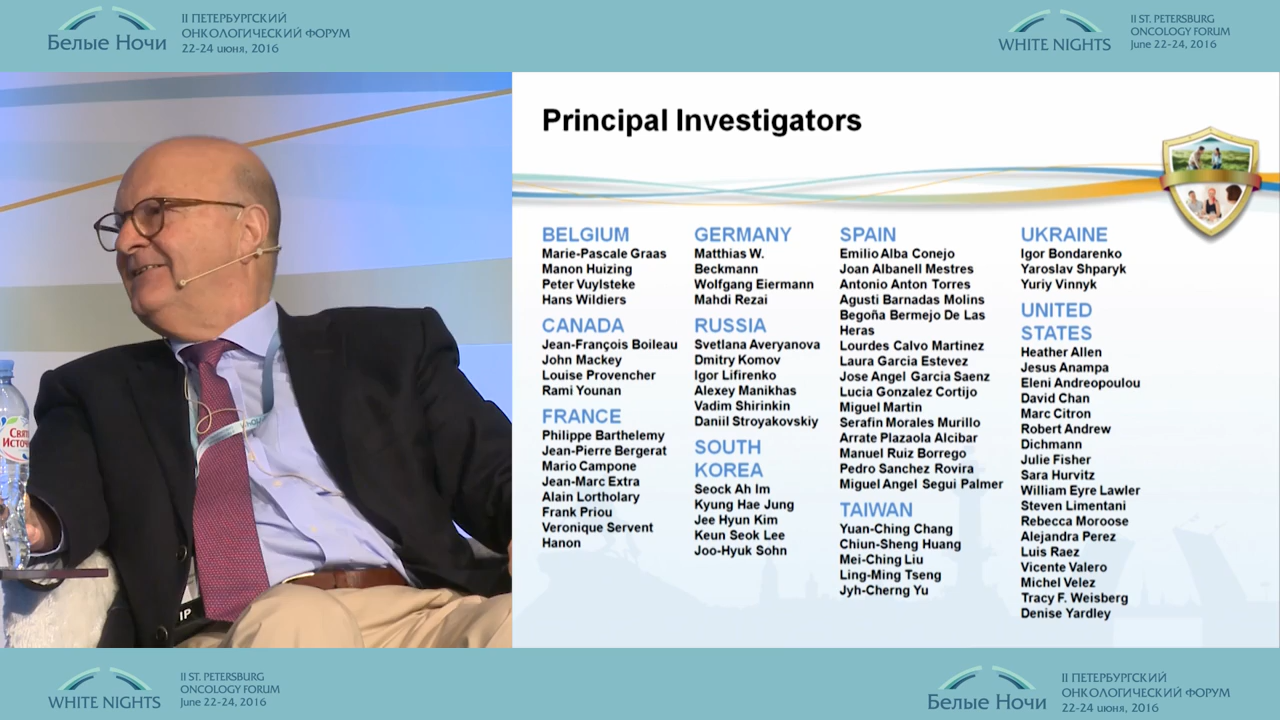 Белые Ночи
II ПЕТЕРБУРГСКИЙ
ОНКОЛОГИЧЕСКИЙ ФОРУМ
22-24 июня, 2016
WHITE NIGHTS
II ST. PETERSBURG
ONCOLOGY FORUM
June 22-24, 2016
Principal Investigators
BELGIUM
Marie-Pascale Graas
Manon Huizing
Peter Vuylsteke
Hans Wildiers
CANADA
Jean-François Boileau
John Mackey
Louise Provencher
Rami Younan
FRANCE
Philippe Barthelemy
Jean-Pierre Bergerat
Mario Campone
Jean-Marc Extra
Alain Lortholary
Frank Priou
Veronique Servent
Hanon
GERMANY
Matthias W.
Beckmann
Wolfgang Eiermann
Mahdi Rezai
RUSSIA
Svetlana Averyanova
Dmitry Komov
Igor Lifirenko
Alexey Manikhas
Vadim Shirinkin
Daniil Stroyakovskiy
SOUTH
KOREA
Seock Ah Im
Kyung Hae Jung
Jee Hyun Kim
Keun Seok Lee
Joo-Hyuk Sohn
SPAIN
Emilio Alba Conejo
Joan Albanell Mestres
Antonio Anton Torres
Agusti Barnadas Molins
Begoña Bermejo De Las
Heras
Lourdes Calvo Martinez
Laura Garcia Estevez
Jose Angel Garcia Saenz
Lucia Gonzalez Cortijo
Miguel Martin
Serafin Morales Murillo
Arrate Plazaola Alcibar
Manuel Ruiz Borrego
Pedro Sanchez Rovira
Miguel Angel Segui Palmer
TAIWAN
Yuan-Ching Chang
Chiun-Sheng Huang
Mei-Ching Liu
Ling-Ming Tseng
Jyh-Cherng Yu
UKRAINE
Igor Bondarenko
Yaroslav Shparyk
Yuriy Vinnyk
UNITED
STATES
Heather Allen
Jesus Anampa
Eleni Andreopoulou
David Chan
Marc Citron
Robert Andrew
Dichmann
Julie Fisher
Sara Hurvitz
William Eyre Lawler
Steven Limentani
Rebecca Moroose
Alejandra Perez
Luis Raez
Vicente Valero
Michel Velez
Tracy F. Weisberg
Denise Yardley
WHITE NIGHTS
II ST. PETERSBURG
ONCOLOGY FORUM
June 22-24, 2016
Белые Ночи
II ПЕТЕРБУРГСКИЙ
ОНКОЛОГИЧЕСКИЙ ФОРУМ
22-24 июня, 2016